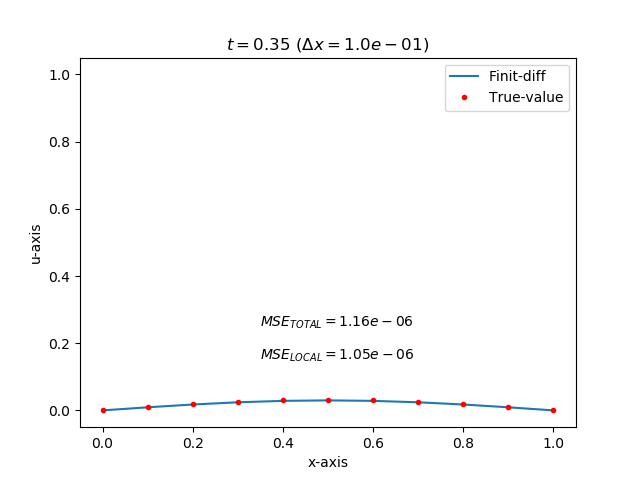 t = 0.35 (Δx = 1.0e − 01)
Finit-diff
True-value
1.0
0.8
0.6
0.4
0.2
0.0
u-axis
MSE_TOTAL = 1.16e − 06
MSE_LOCAL = 1.05e − 06
0.0 0.2 0.4 0.6 0.8 1.0
x-axis